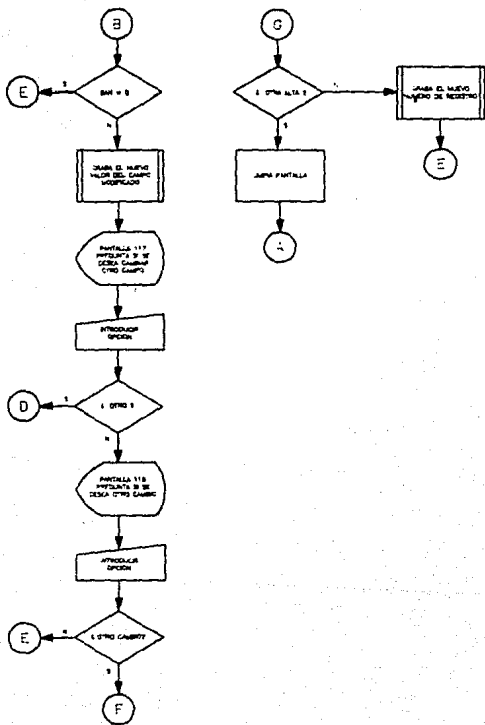 B
S
E
BAN = 0
N
GRABA EL NUEVO
VALOR DEL CAMPO
MODIFICADO
PANTALLA 117
PREGUNTA SI SE
DESEA CAMBIAR
OTRO CAMPO
INTRODUCIR
OPCION
S
D
¿ OTRO ?
N
PANTALLA 118
PREGUNTA SI SE
DESEA OTRO CAMBIO
INTRODUCIR
OPCION
N
E
¿ OTRO CAMBIO?
S
F
G
¿ OTRA ALTA ?
N
GRABA EL NUEVO
NUMERO DE REGISTRO
S
E
LIMPIA PANTALLA
A